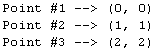 Point #1 --> (0, 0)
Point #2 --> (1, 1)
Point #3 --> (2, 2)